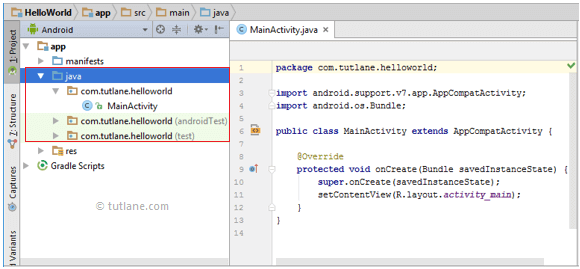 HelloWorld app src main java
Android
MainActivity.java ×
1: Project
Z: Structure
Captures
Variants
app
manifests
java
com.tutlane.helloworld
MainActivity
com.tutlane.helloworld (androidTest)
com.tutlane.helloworld (test)
res
Gradle Scripts
© tutlane.com
1 package com.tutlane.helloworld;
2
3 import android.support.v7.app.AppCompatActivity;
4 import android.os.Bundle;
5
6 public class MainActivity extends AppCompatActivity {
7
8 @Override
9 protected void onCreate(Bundle savedInstanceState) {
10 super.onCreate(savedInstanceState);
11 setContentView(R.layout.activity_main);
12 }
13 }
14